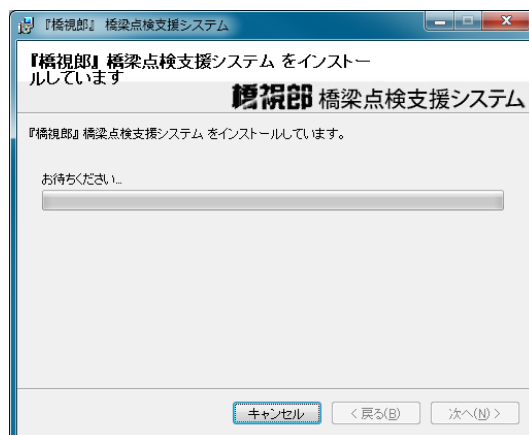 『橋視郎』 橋梁点検支援システム
『橋視郎』橋梁点検支援システム をインストー
ルしています
橋視郎 橋梁点検支援システム
『橋視郎』橋梁点検支援システム をインストールしています。
お待ちください...
キャンセル
< 戻る(B)
次へ(N) >